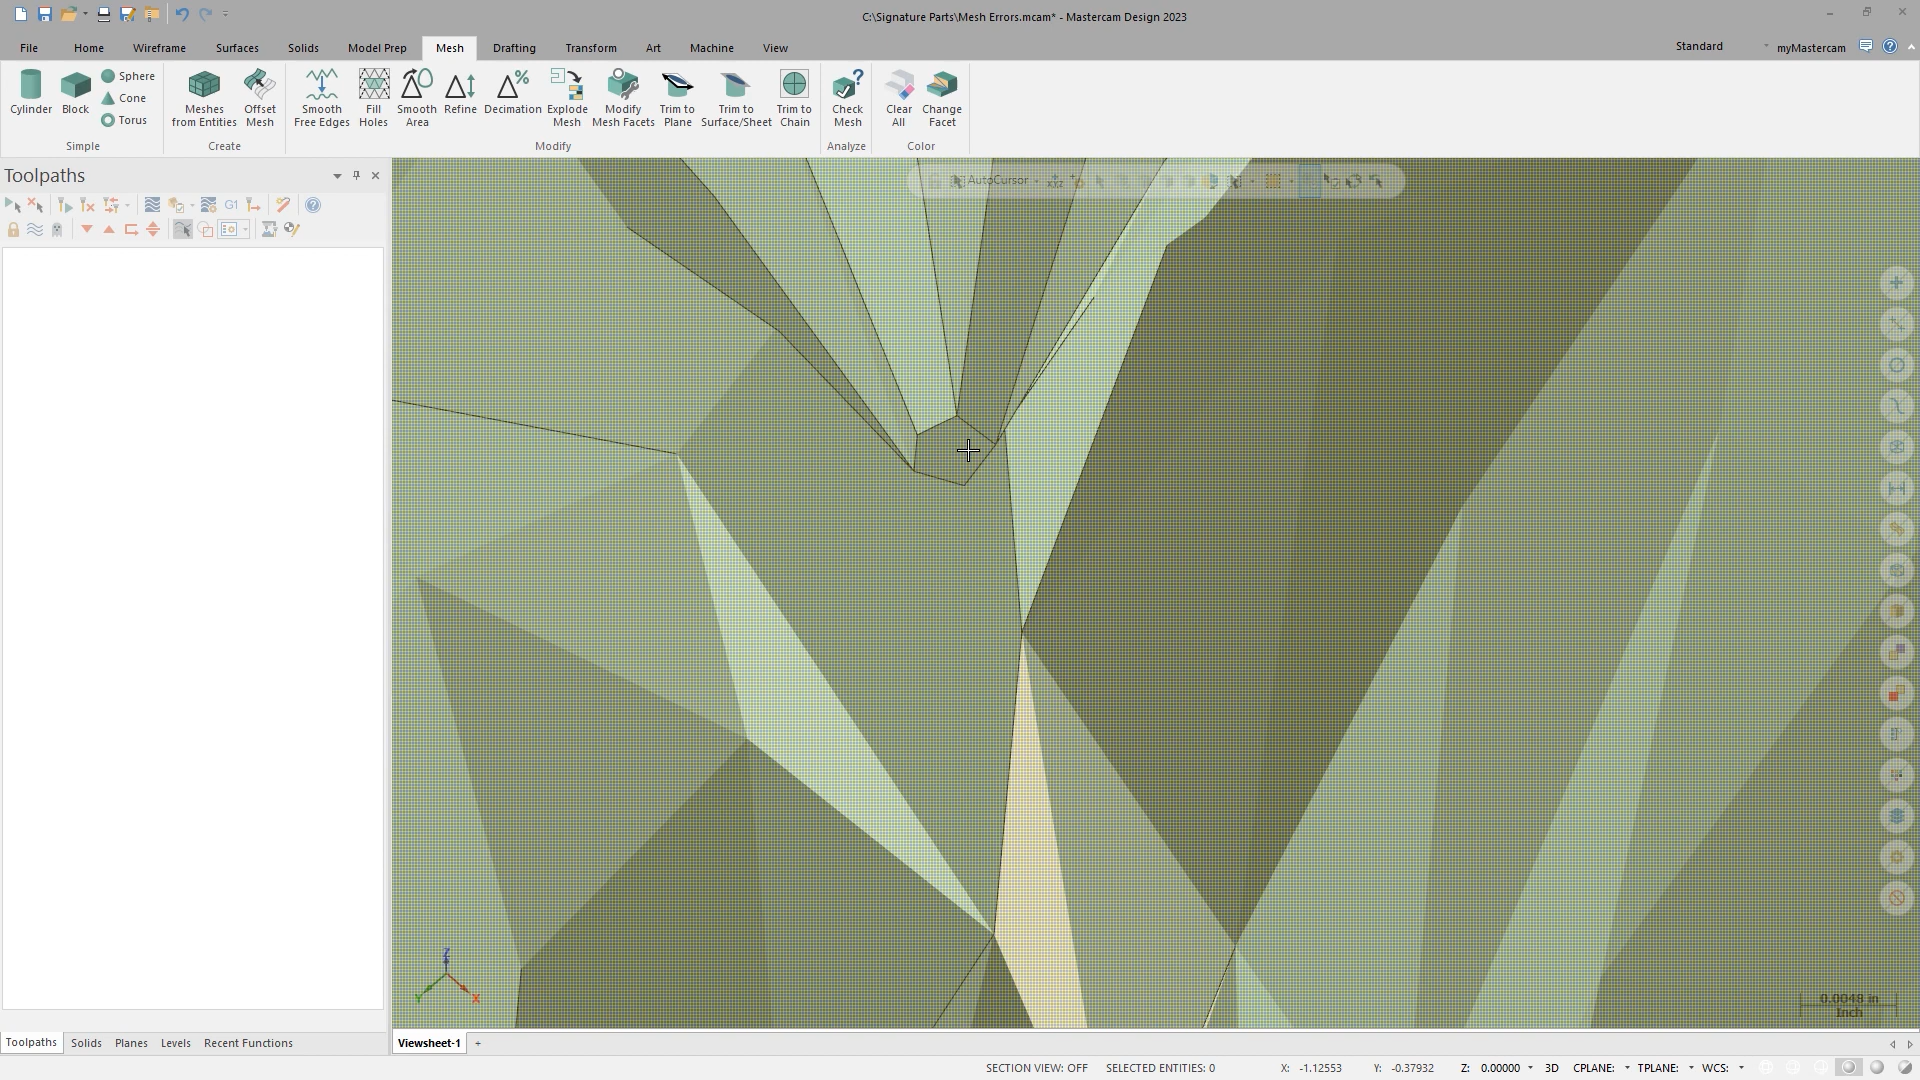 C:\Signature Parts\Mesh Errors.mcam* - Mastercam Design 2023
File Home Wireframe Surfaces Solids Model Prep Mesh Drafting Transform Art Machine View Standard myMastercam
Cylinder Block Sphere Cone Torus
Simple
Meshes from Entities Offset Mesh
Create
Smooth Free Edges Fill Holes Smooth Area Refine Decimation Explode Mesh Modify Mesh Facets Trim to Plane Trim to Surface/Sheet Trim to Chain
Modify
Check Mesh
Analyze
Clear All Change Facet
Color
Toolpaths
G1
AutoCursor
Z
Y X
0.0048 in
Inch
Toolpaths Solids Planes Levels Recent Functions
Viewsheet-1 +
SECTION VIEW: OFF SELECTED ENTITIES: 0 X: -1.12553 Y: -0.37932 Z: 0.00000 3D CPLANE: TPLANE: WCS: